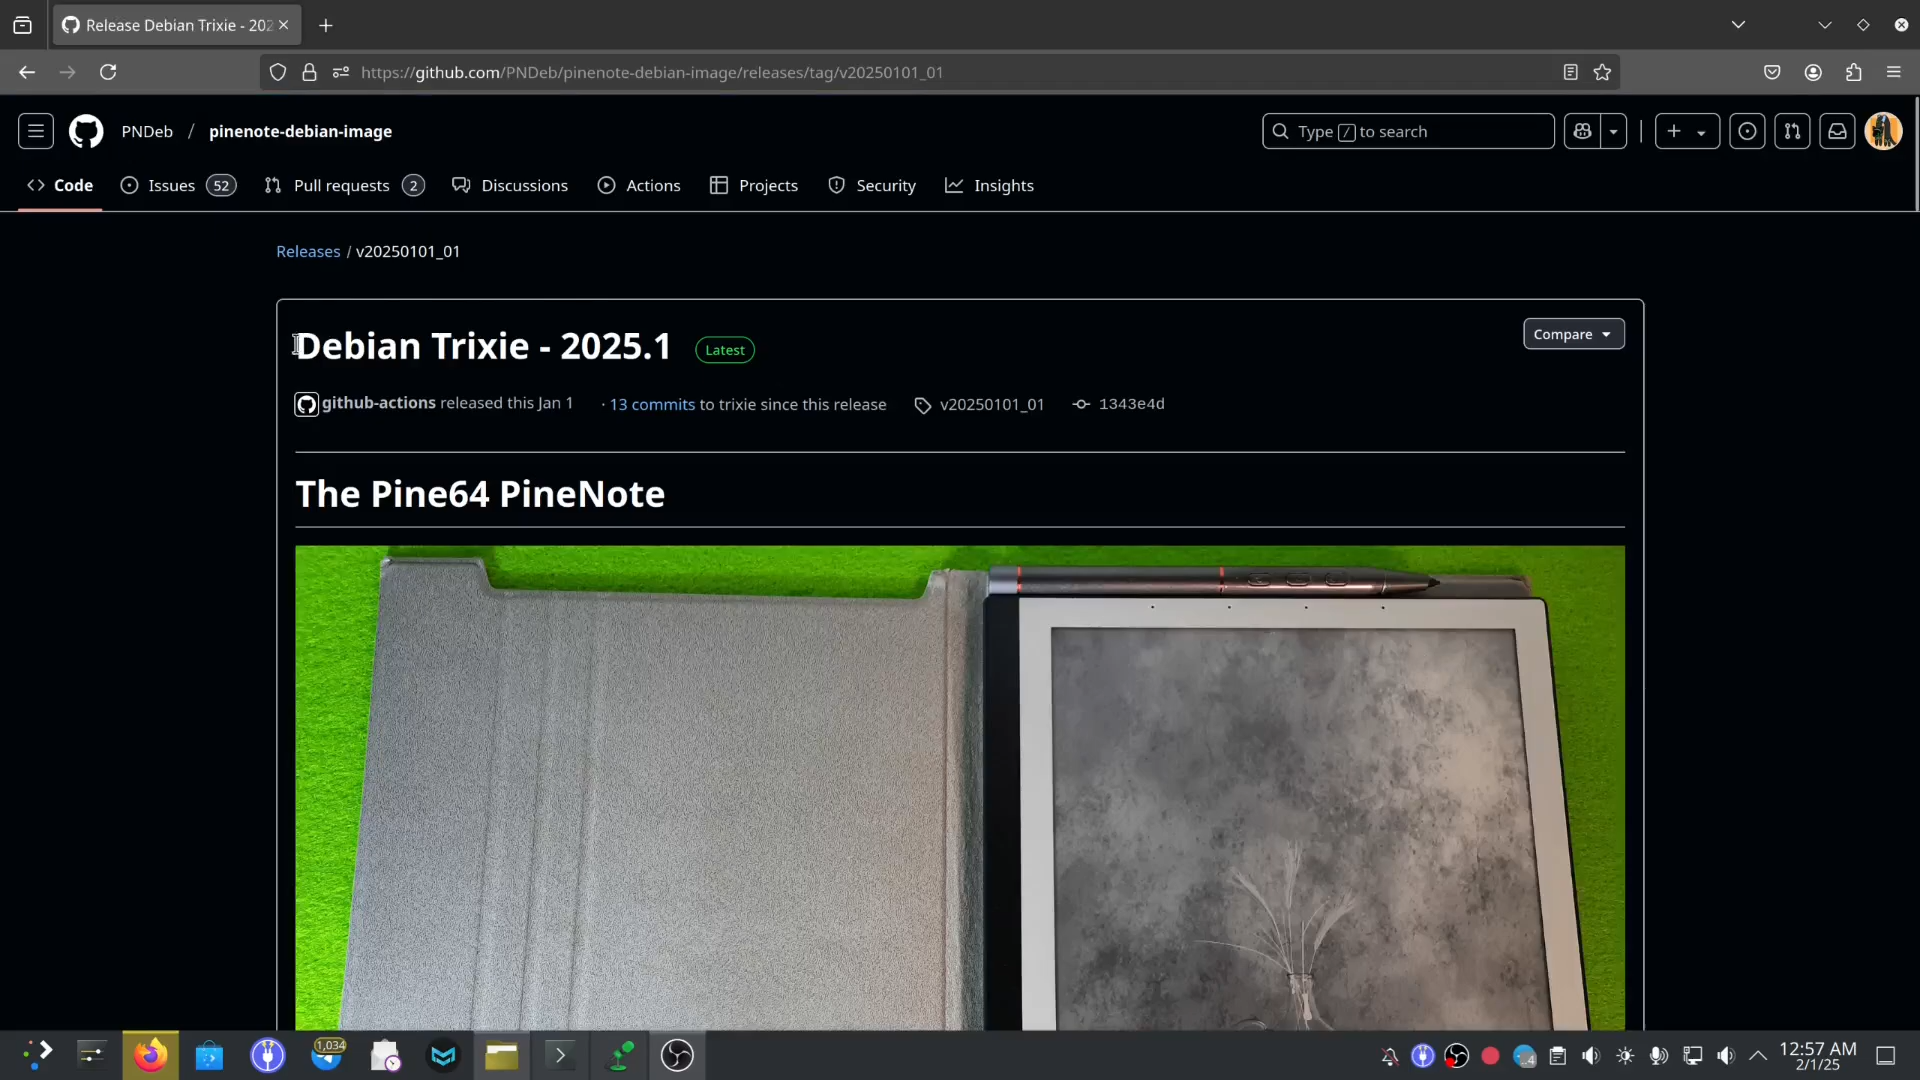 Release Debian Trixie - 202
https://github.com/PNDeb/pinenote-debian-image/releases/tag/v20250101_01
PNDeb / pinenote-debian-image
Type / to search
Code
Issues 52
Pull requests 2
Discussions
Actions
Projects
Security
Insights
Releases / v20250101_01
Debian Trixie - 2025.1 Latest
Compare
github-actions released this Jan 1 · 13 commits to trixie since this release v20250101_01 1343e4d
The Pine64 PineNote
1,034
4
12:57 AM
2/1/25